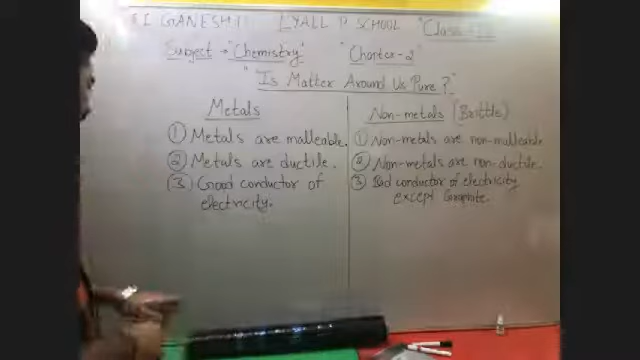 GANESH LYALL P SCHOOL "Class
Subject → "Chemistry" "Chapter-2"
"Is Matter Around Us Pure?"
Metals
① Metals are malleable.
② Metals are ductile.
③ Good conductor of
electricity.
Non-metals (Brittle)
① Non-metals are non-malleable
② Non-metals are non-ductile.
③ Bad conductor of electricity
except Graphite.